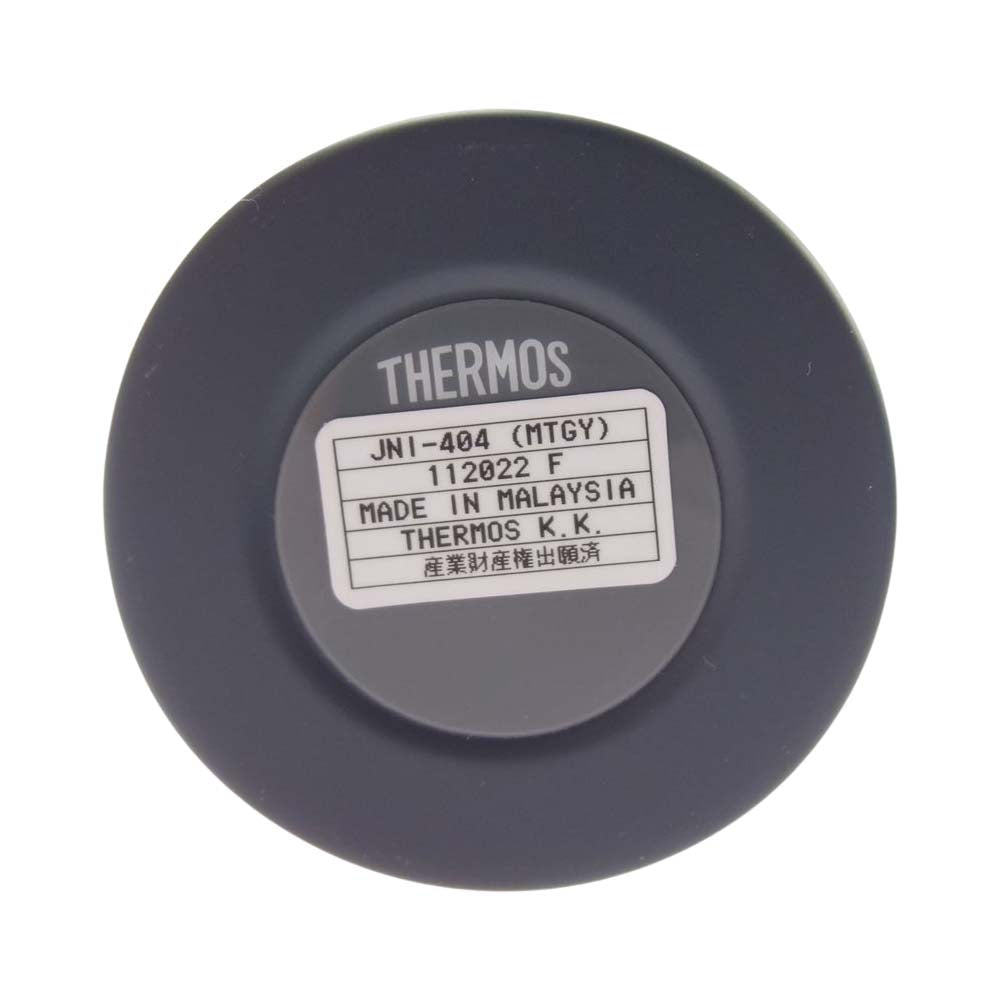 THERMOS
JNI-404 (MTGY)
112022 F
MADE IN MALAYSIA
THERMOS K.K.
産業財産権出願済